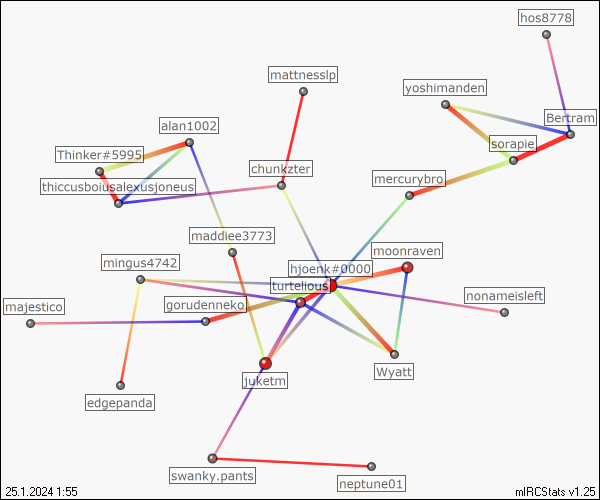 hos8778
mattnesslp
yoshimanden
Bertram
alan1002
sorapie
Thinker#5995
chunkzter
mercurybro
thiccusboiusalexusjoneus
maddiee3773
moonraven
mingus4742
hjoenk#0000
turtelious
nonameisleft
majestico
gorudenneko
Wyatt
juketm
edgepanda
swanky.pants
neptune01
25.1.2024 1:55
mIRCStats v1.25